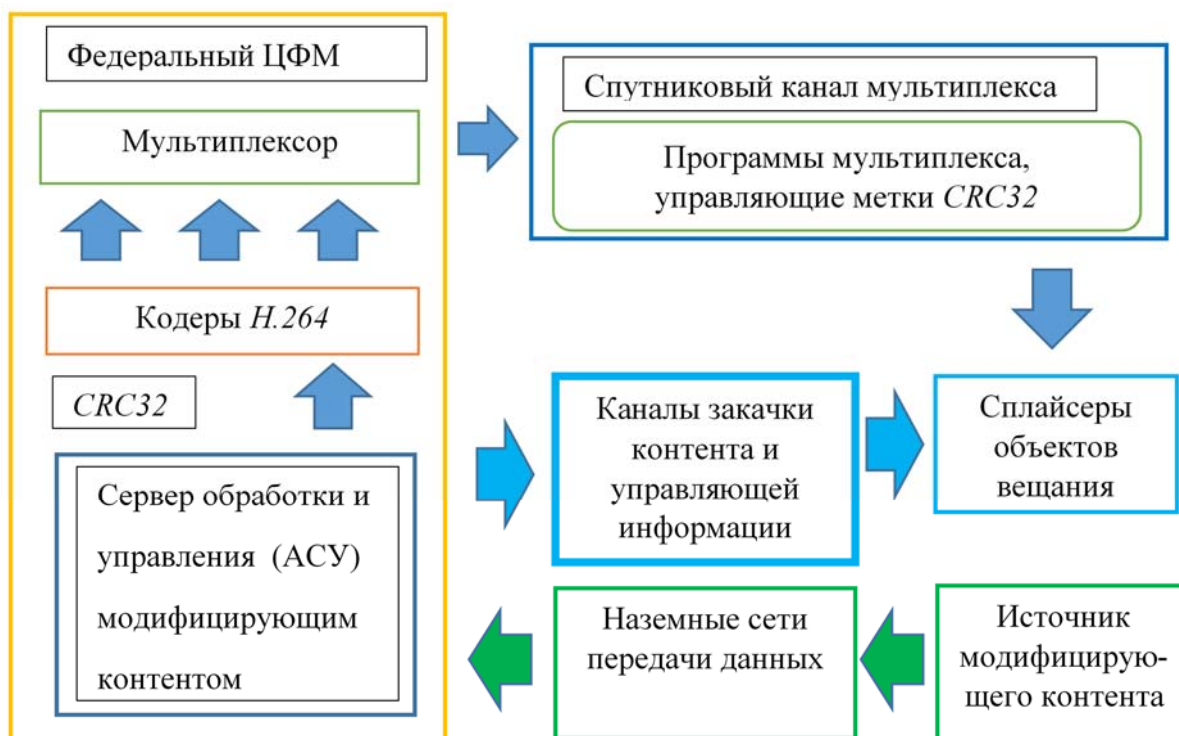 Федеральный ЦФМ
Мультиплексор
Кодеры H.264
CRC32
Сервер обработки и
управления (АСУ)
модифицирующим
контентом
Спутниковый канал мультиплекса
Программы мультиплекса,
управляющие метки CRC32
Каналы закачки
контента и
управляющей
информации
Сплайсеры
объектов
вещания
Наземные сети
передачи данных
Источник
модифицирую-
щего контента